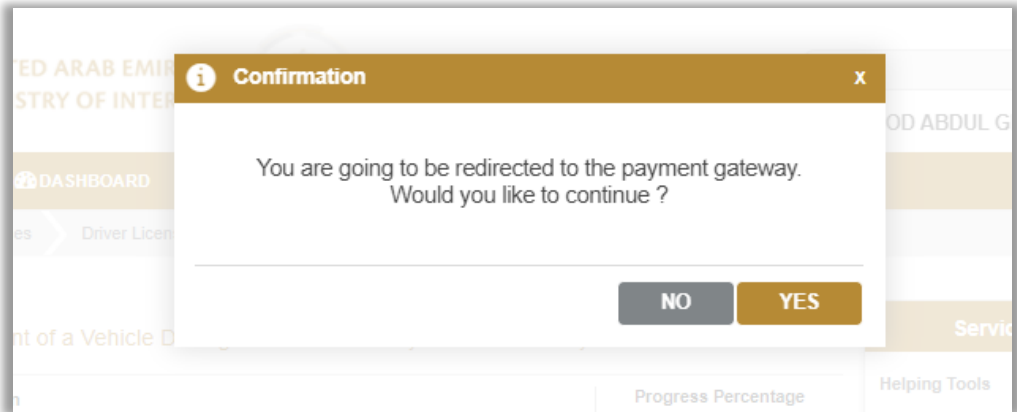 TED ARAB EMIR
STRY OF INTER
Confirmation x
OD ABDUL G
You are going to be redirected to the payment gateway.
Would you like to continue ?
DASHBOARD
es Driver Licen
NO YES
nt of a Vehicle D
Servic
Helping Tools
n Progress Percentage